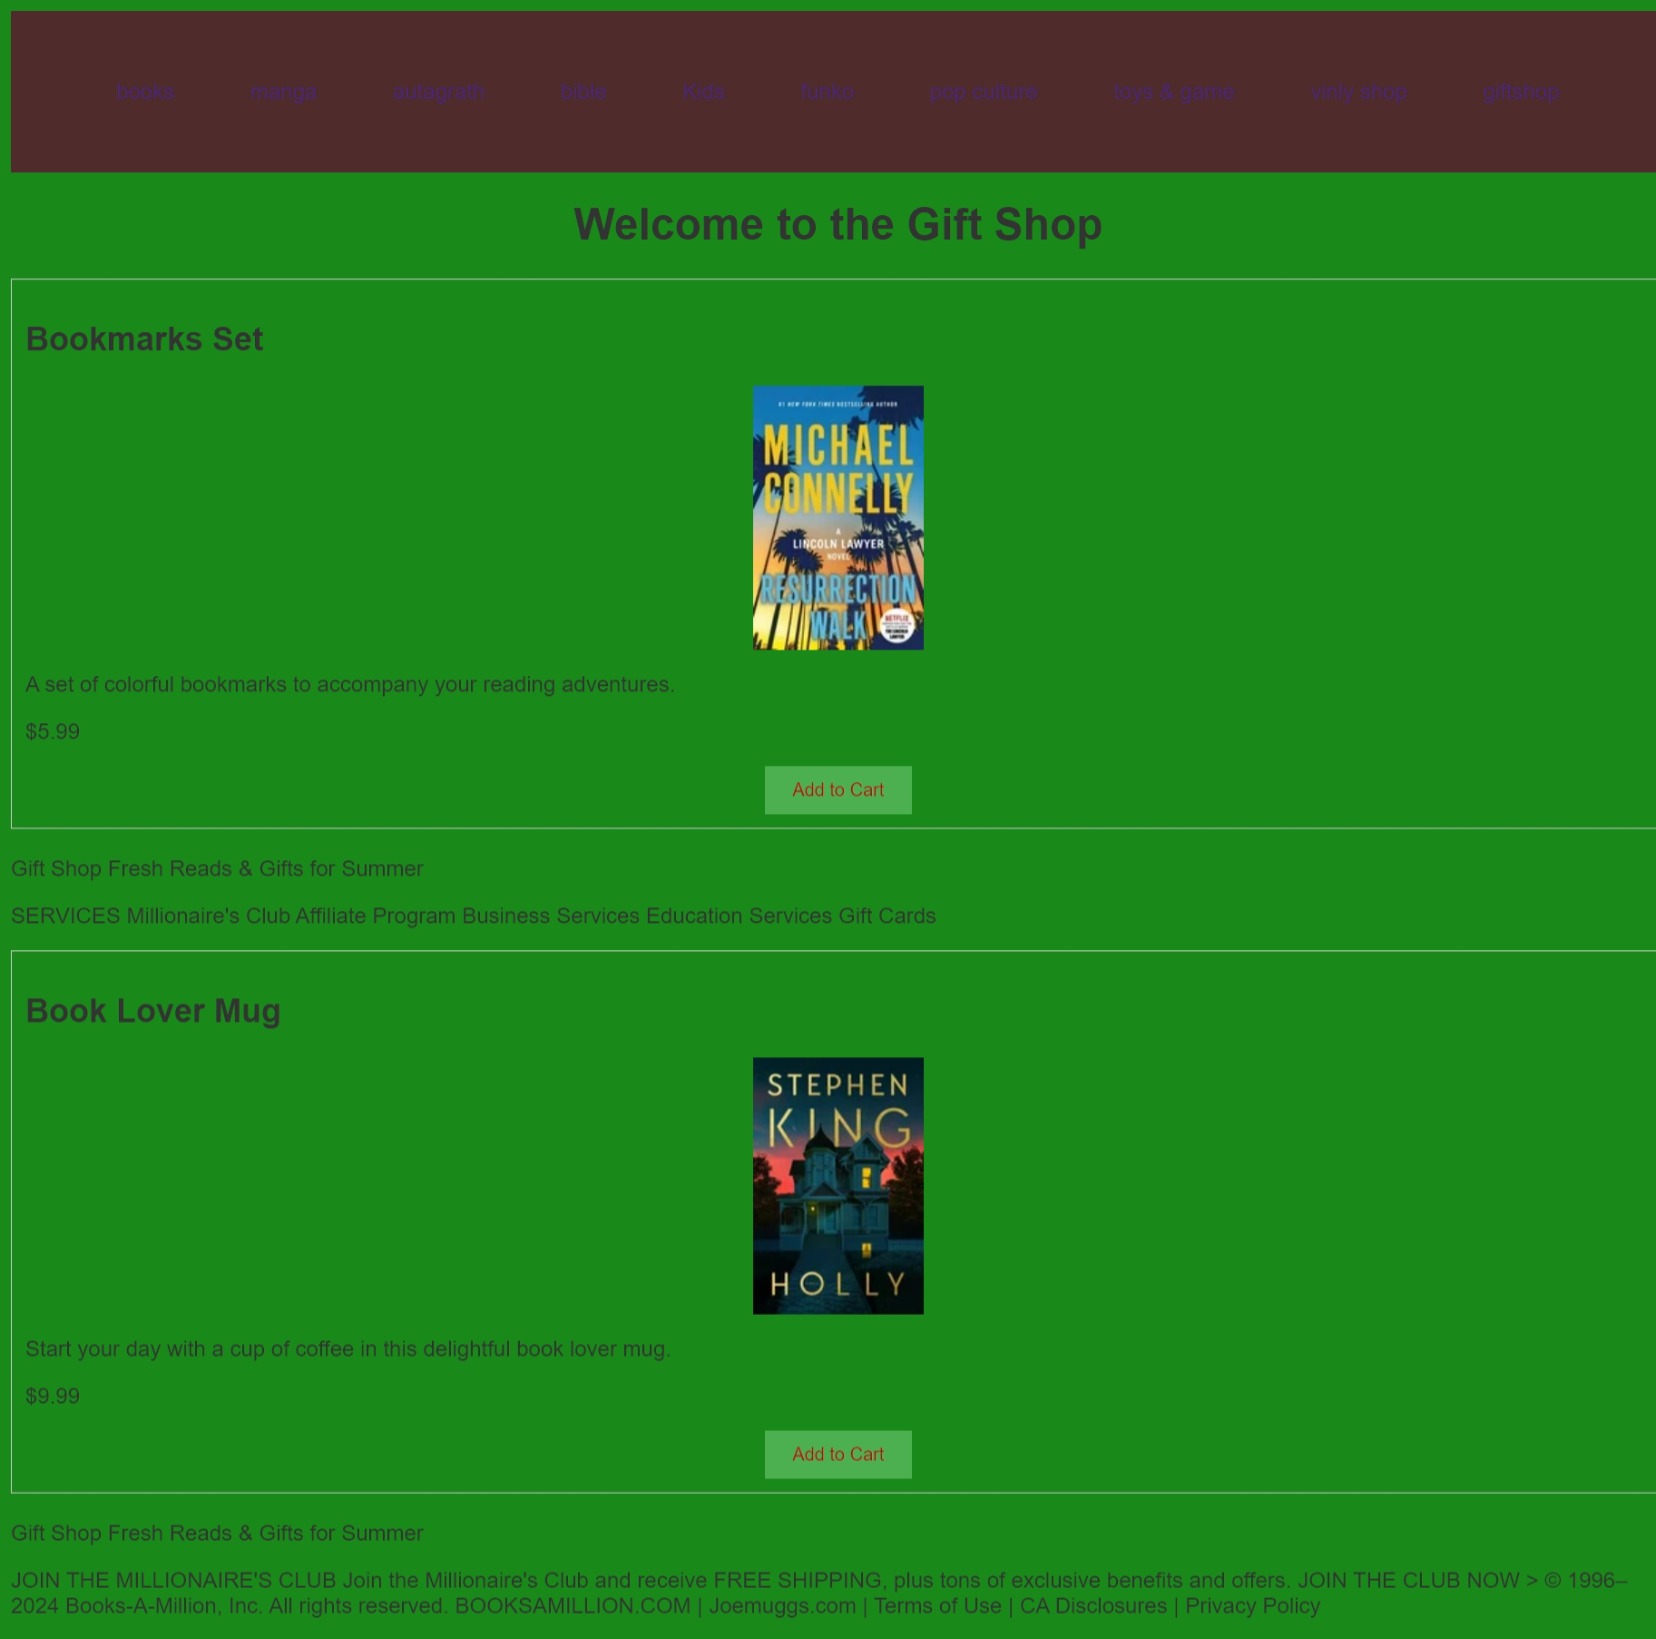 books manga autagrath bible Kids funko pop culture toys & game vinly shop giftshop
Welcome to the Gift Shop
Bookmarks Set
#1 NEW YORK TIMES BESTSELLING AUTHOR
MICHAEL
CONNELLY
A
LINCOLN LAWYER
NOVEL
RESURRECTION
WALK
NETFLIX
A set of colorful bookmarks to accompany your reading adventures.
$5.99
Add to Cart
Gift Shop Fresh Reads & Gifts for Summer
SERVICES Millionaire's Club Affiliate Program Business Services Education Services Gift Cards
Book Lover Mug
STEPHEN
KING
HOLLY
Start your day with a cup of coffee in this delightful book lover mug.
$9.99
Add to Cart
Gift Shop Fresh Reads & Gifts for Summer
JOIN THE MILLIONAIRE'S CLUB Join the Millionaire's Club and receive FREE SHIPPING, plus tons of exclusive benefits and offers. JOIN THE CLUB NOW > © 1996–
2024 Books-A-Million, Inc. All rights reserved. BOOKSAMILLION.COM | Joemuggs.com | Terms of Use | CA Disclosures | Privacy Policy